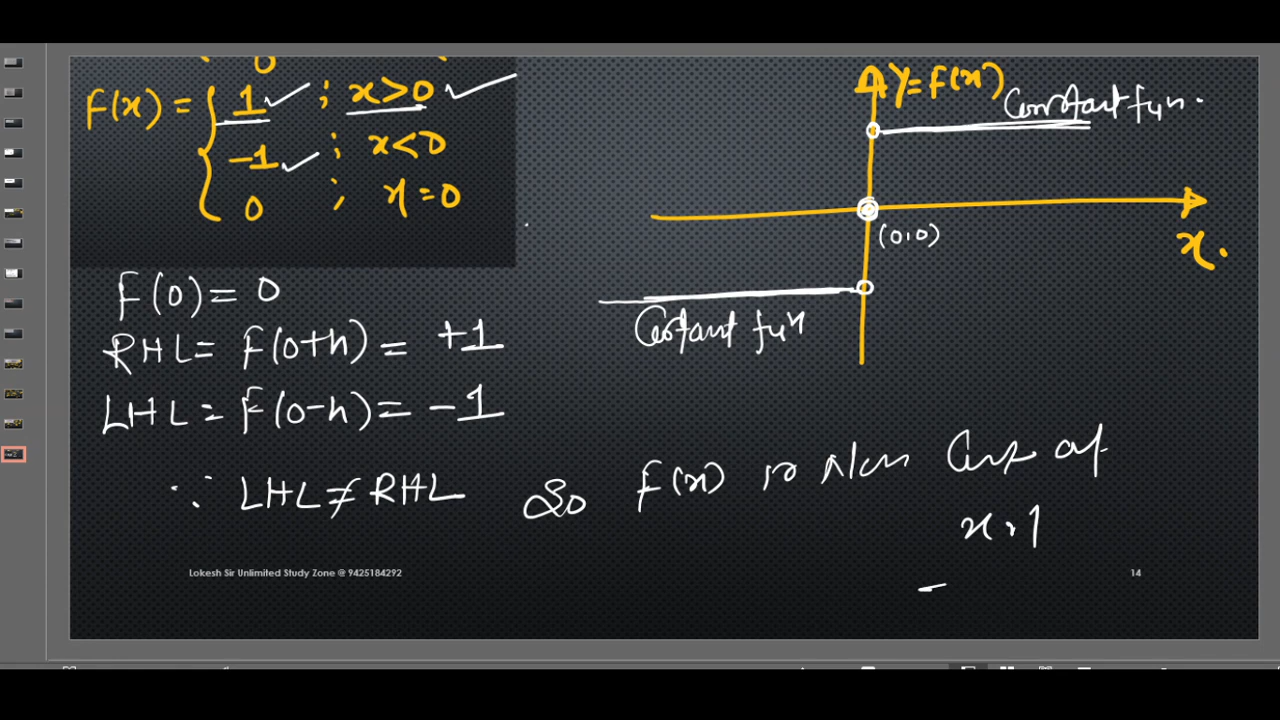 F(x) = { 1 ; x>0
-1 ; x<0
0 ; x=0
F(0)= 0
RHL= F(0+h) = +1
LHL= F(0-h) = -1
∵ LHL≠RHL So F(x) is Non Cont at
x=1
Y=F(x)
Constant fun.
(0,0)
x.
Constant fun
Lokesh Sir Unlimited Study Zone @ 9425184292
14